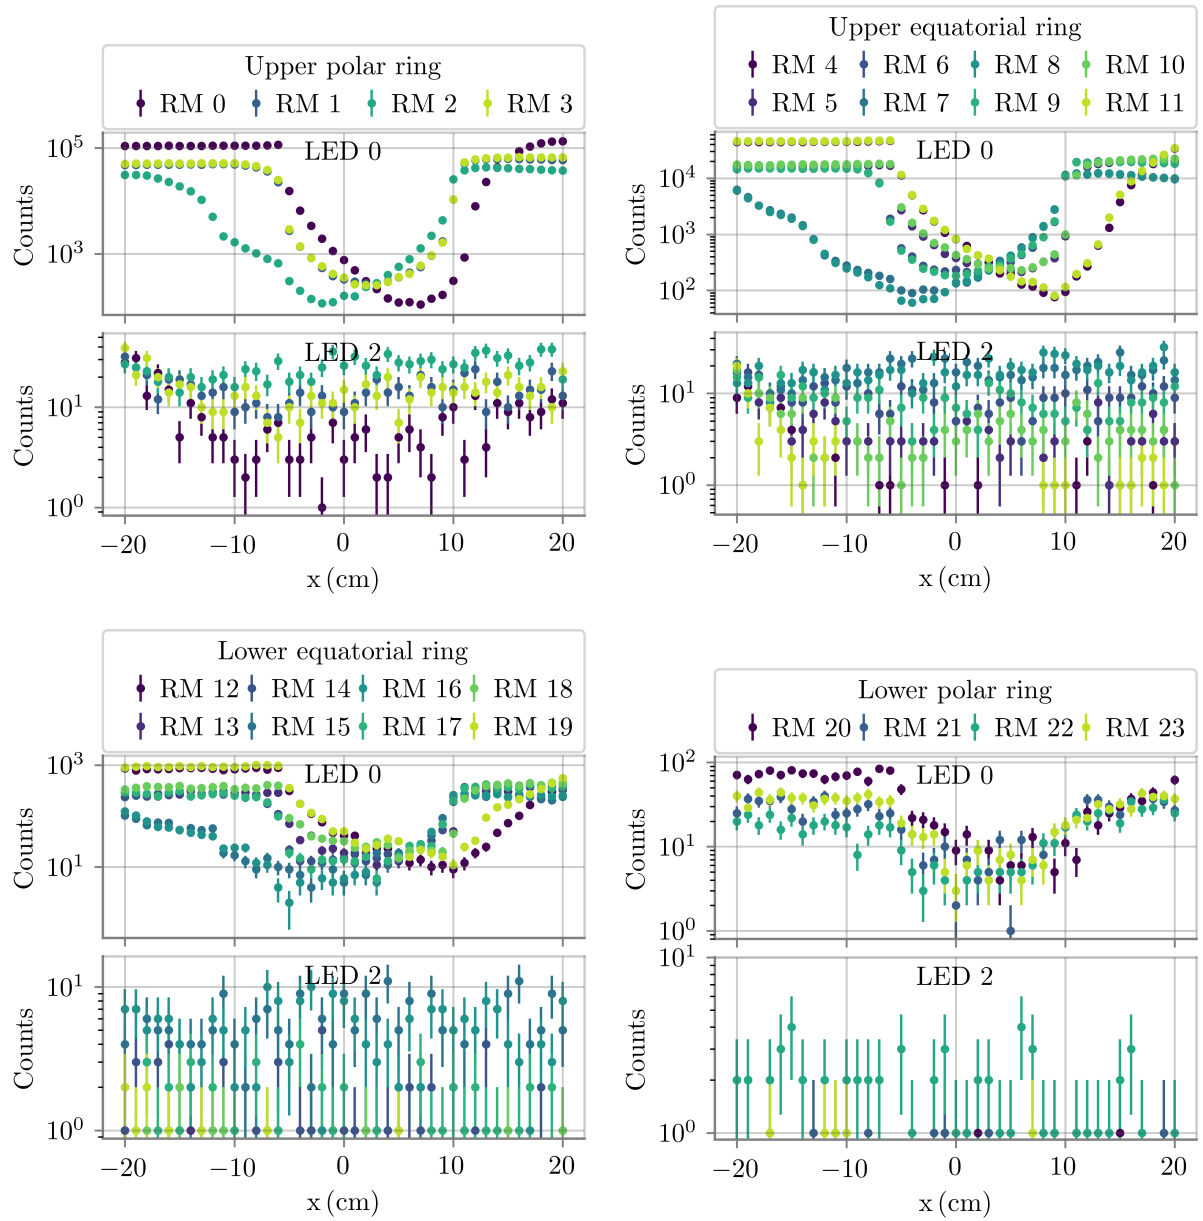 Upper polar ring
RM 0 RM 1 RM 2 RM 3
LED 0
10^5
10^3
Counts
LED 2
10^1
10^0
Counts
−20 −10 0 10 20
x (cm)
Upper equatorial ring
RM 4 RM 6 RM 8 RM 10
RM 5 RM 7 RM 9 RM 11
LED 0
10^4
10^3
10^2
Counts
LED 2
10^1
10^0
Counts
−20 −10 0 10 20
x (cm)
Lower equatorial ring
RM 12 RM 14 RM 16 RM 18
RM 13 RM 15 RM 17 RM 19
LED 0
10^3
10^1
Counts
LED 2
10^1
10^0
Counts
−20 −10 0 10 20
x (cm)
Lower polar ring
RM 20 RM 21 RM 22 RM 23
LED 0
10^2
10^1
10^0
Counts
LED 2
10^1
10^0
Counts
−20 −10 0 10 20
x (cm)